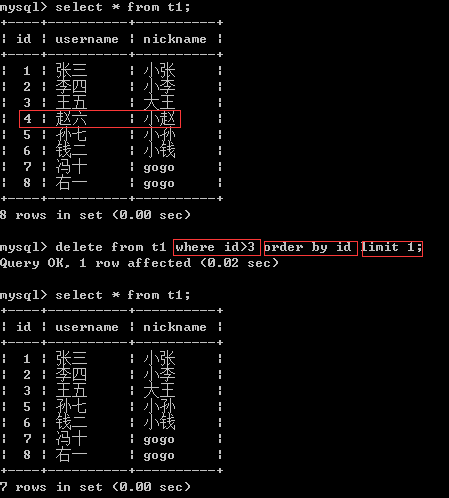 mysql> select * from t1;
+----+----------+----------+
| id | username | nickname |
+----+----------+----------+
|  1 | 张三     | 小张     |
|  2 | 李四     | 小李     |
|  3 | 王五     | 大王     |
|  4 | 赵六     | 小赵     |
|  5 | 孙七     | 小孙     |
|  6 | 钱二     | 小钱     |
|  7 | 冯十     | gogo     |
|  8 | 右一     | gogo     |
+----+----------+----------+
8 rows in set (0.00 sec)
mysql> delete from t1 where id>3 order by id limit 1;
Query OK, 1 row affected (0.02 sec)
mysql> select * from t1;
+----+----------+----------+
| id | username | nickname |
+----+----------+----------+
|  1 | 张三     | 小张     |
|  2 | 李四     | 小李     |
|  3 | 王五     | 大王     |
|  5 | 孙七     | 小孙     |
|  6 | 钱二     | 小钱     |
|  7 | 冯十     | gogo     |
|  8 | 右一     | gogo     |
+----+----------+----------+
7 rows in set (0.00 sec)